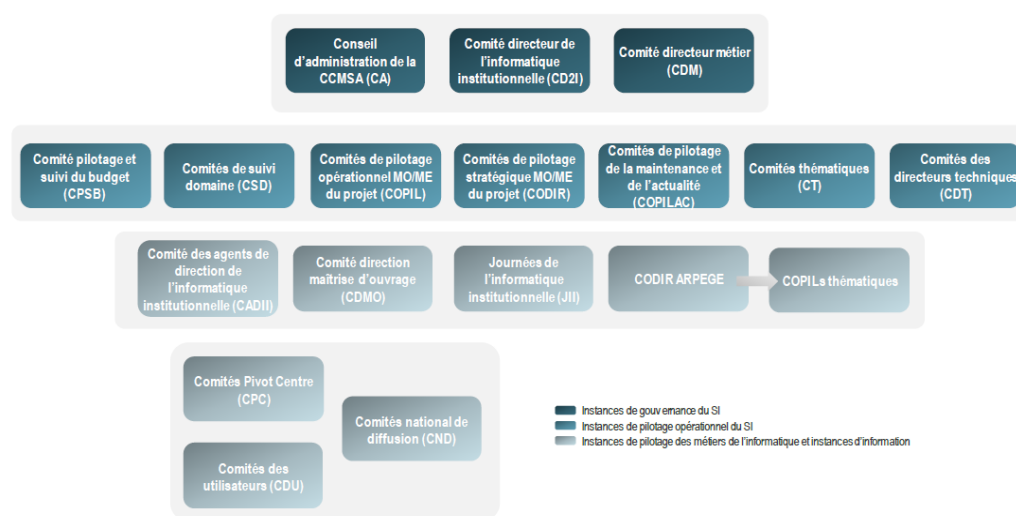 Conseil
d'administration de la
CCMSA (CA)
Comité directeur de
l'informatique
institutionnelle (CD2I)
Comité directeur métier
(CDM)
Comité pilotage et
suivi du budget
(CPSB)
Comités de suivi
domaine (CSD)
Comités de pilotage
opérationnel MO/ME
du projet (COPIL)
Comités de pilotage
stratégique MO/ME
du projet (CODIR)
Comités de pilotage
de la maintenance et
de l'actualité
(COPILAC)
Comités thématiques
(CT)
Comités des
directeurs techniques
(CDT)
Comité des agents de
direction de
l'informatique
institutionnelle (CADII)
Comité direction
maîtrise d'ouvrage
(CDMO)
Journées de
l'informatique
institutionnelle (JII)
CODIR ARPEGE
COPILs thématiques
Comités Pivot Centre
(CPC)
Comités national de
diffusion (CND)
Comités des
utilisateurs (CDU)
Instances de gouvernance du SI
Instances de pilotage opérationnel du SI
Instances de pilotage des métiers de l'informatique et instances d'information